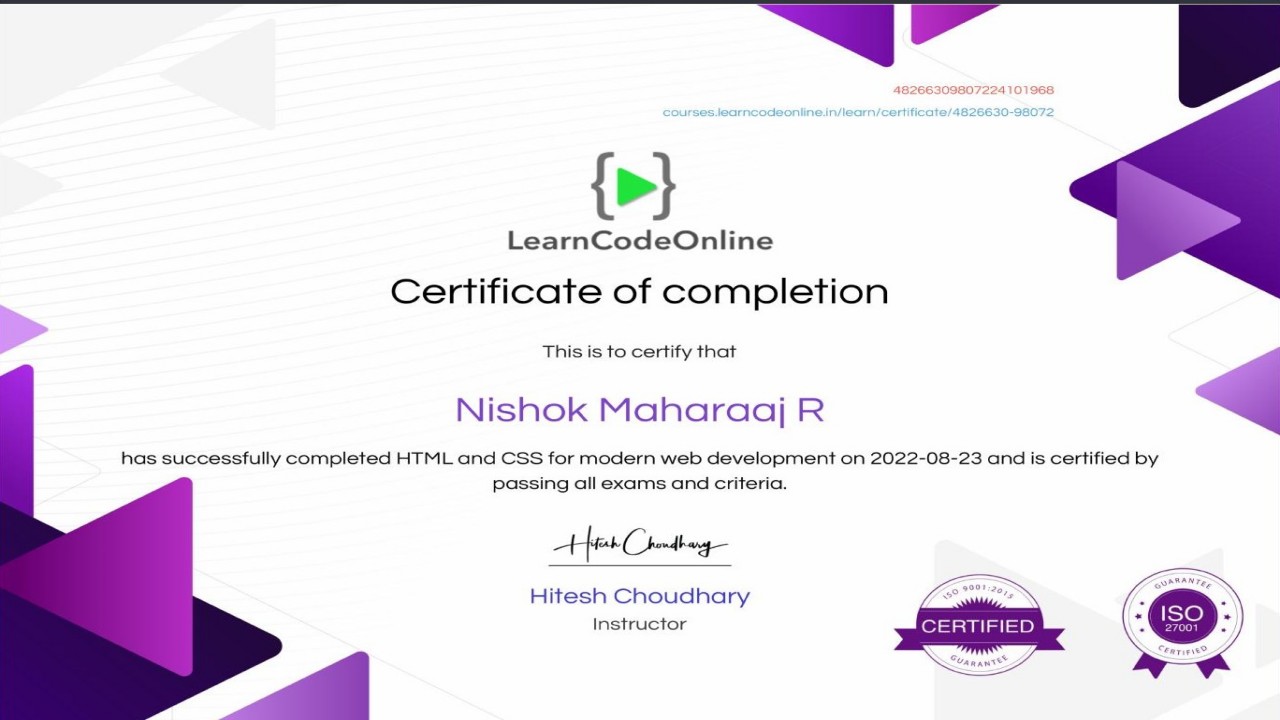 48266309807224101968
courses.learncodeonline.in/learn/certificate/4826630-98072
LearnCodeOnline
Certificate of completion
This is to certify that
Nishok Maharaaj R
has successfully completed HTML and CSS for modern web development on 2022-08-23 and is certified by
passing all exams and criteria.
Hitesh Choudhary
Hitesh Choudhary
Instructor
ISO 9001:2015
CERTIFIED
GUARANTEE
GUARANTEE
ISO
27001
CERTIFIED